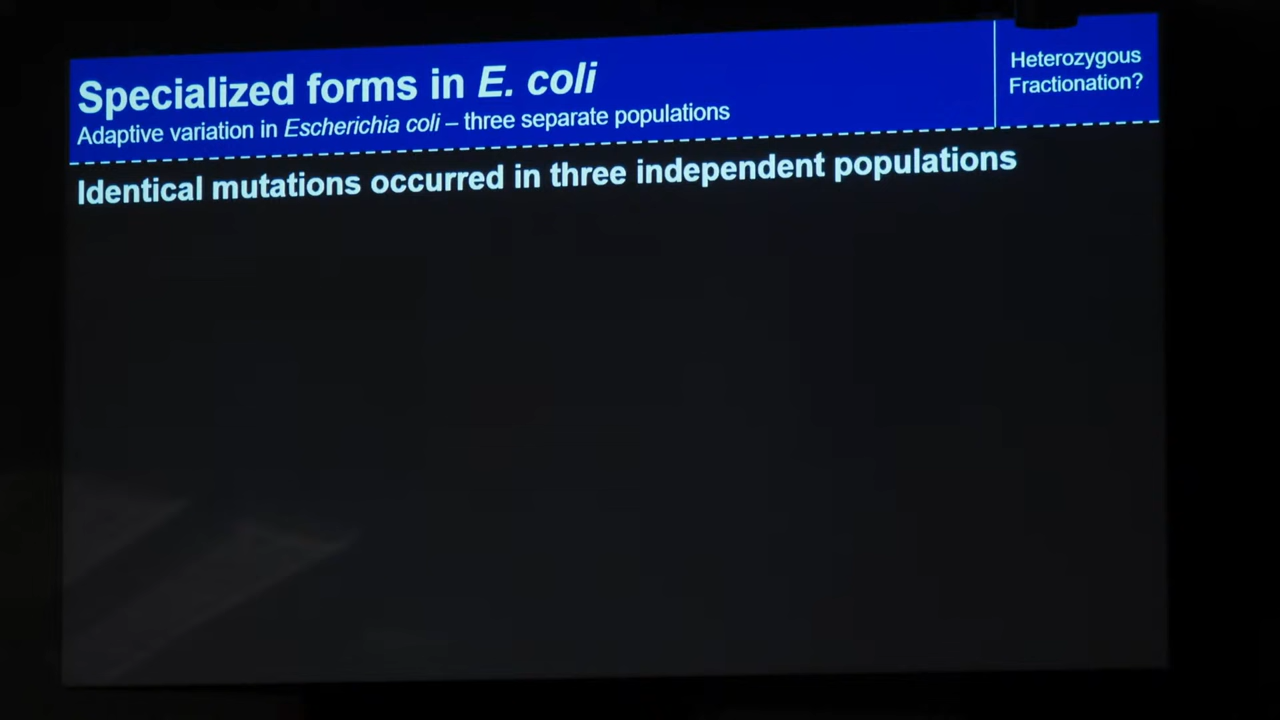 Specialized forms in E. coli
Adaptive variation in Escherichia coli – three separate populations
Heterozygous
Fractionation?
Identical mutations occurred in three independent populations